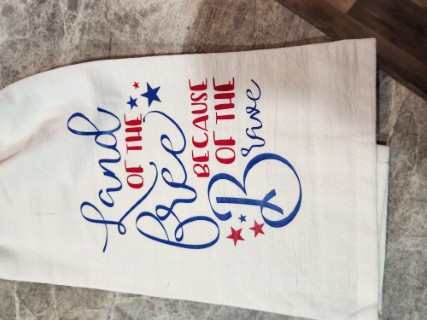 Land
OF THE
free
BECAUSE
OF THE
Brave